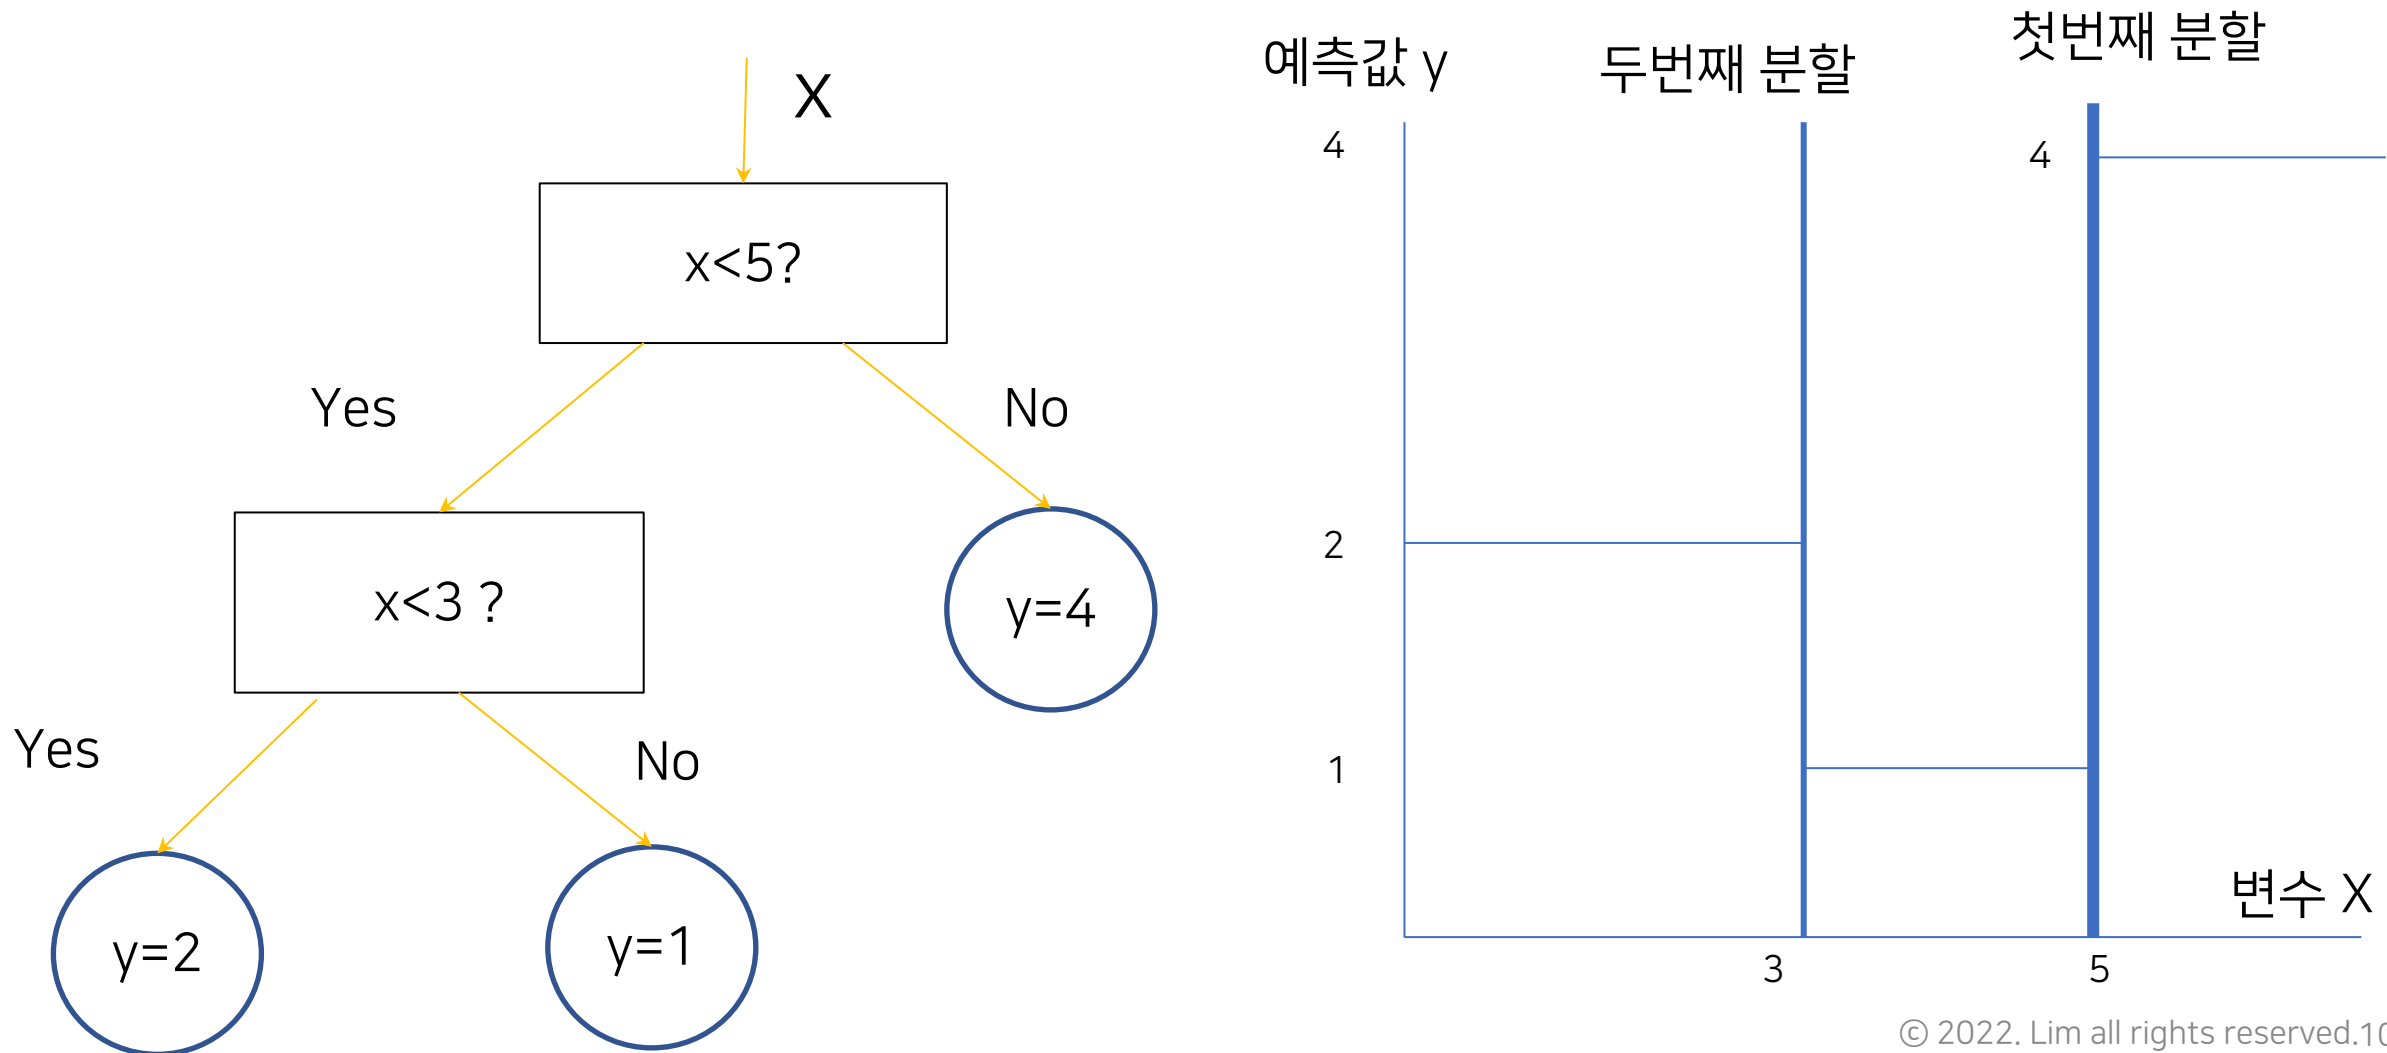 X
x<5?
Yes
No
x<3 ?
y=4
Yes
No
y=2
y=1
예측값 y
두번째 분할
첫번째 분할
4
4
2
1
변수 X
3
5
© 2022. Lim all rights reserved.10